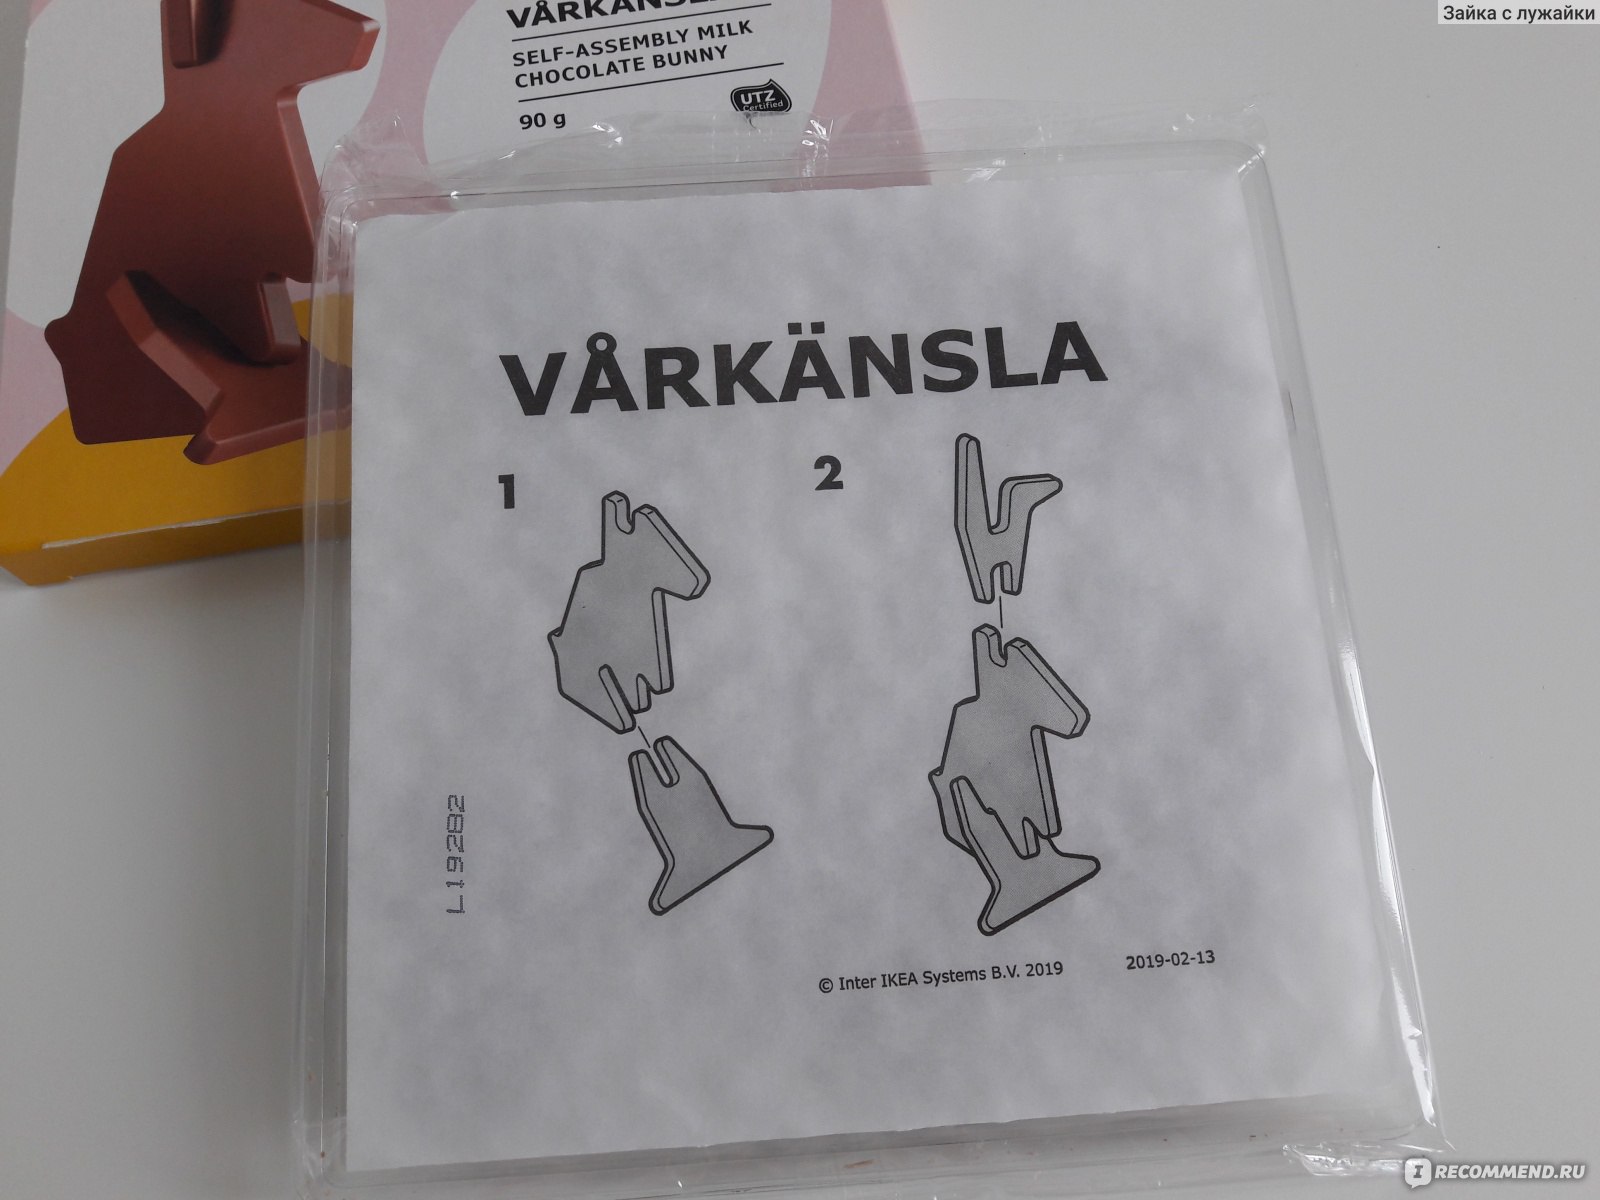 Зайка с лужайки
VÅRKÄNSLA
SELF-ASSEMBLY MILK
CHOCOLATE BUNNY
90 g
UTZ
Certified
VÅRKÄNSLA
1
2
L19282
© Inter IKEA Systems B.V. 2019
2019-02-13
IRECOMMEND.RU